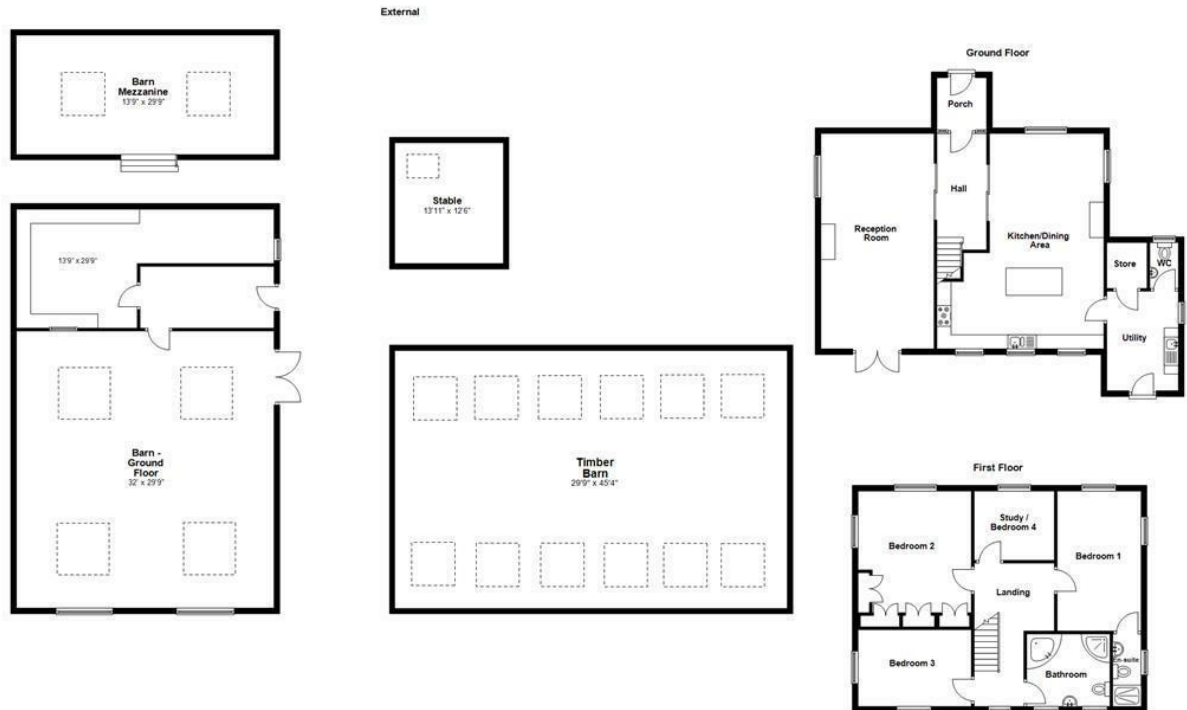 External
Barn
Mezzanine
13'9" x 29'9"
13'9" x 29'9"
Barn -
Ground
Floor
32' x 29'9"
Stable
13'11" x 12'6"
Timber
Barn
29'9" x 45'4"
Ground Floor
Porch
Hall
Reception
Room
Kitchen/Dining
Area
Store
WC
Utility
First Floor
Bedroom 2
Study /
Bedroom 4
Bedroom 1
Landing
Bedroom 3
Bathroom
En-suite